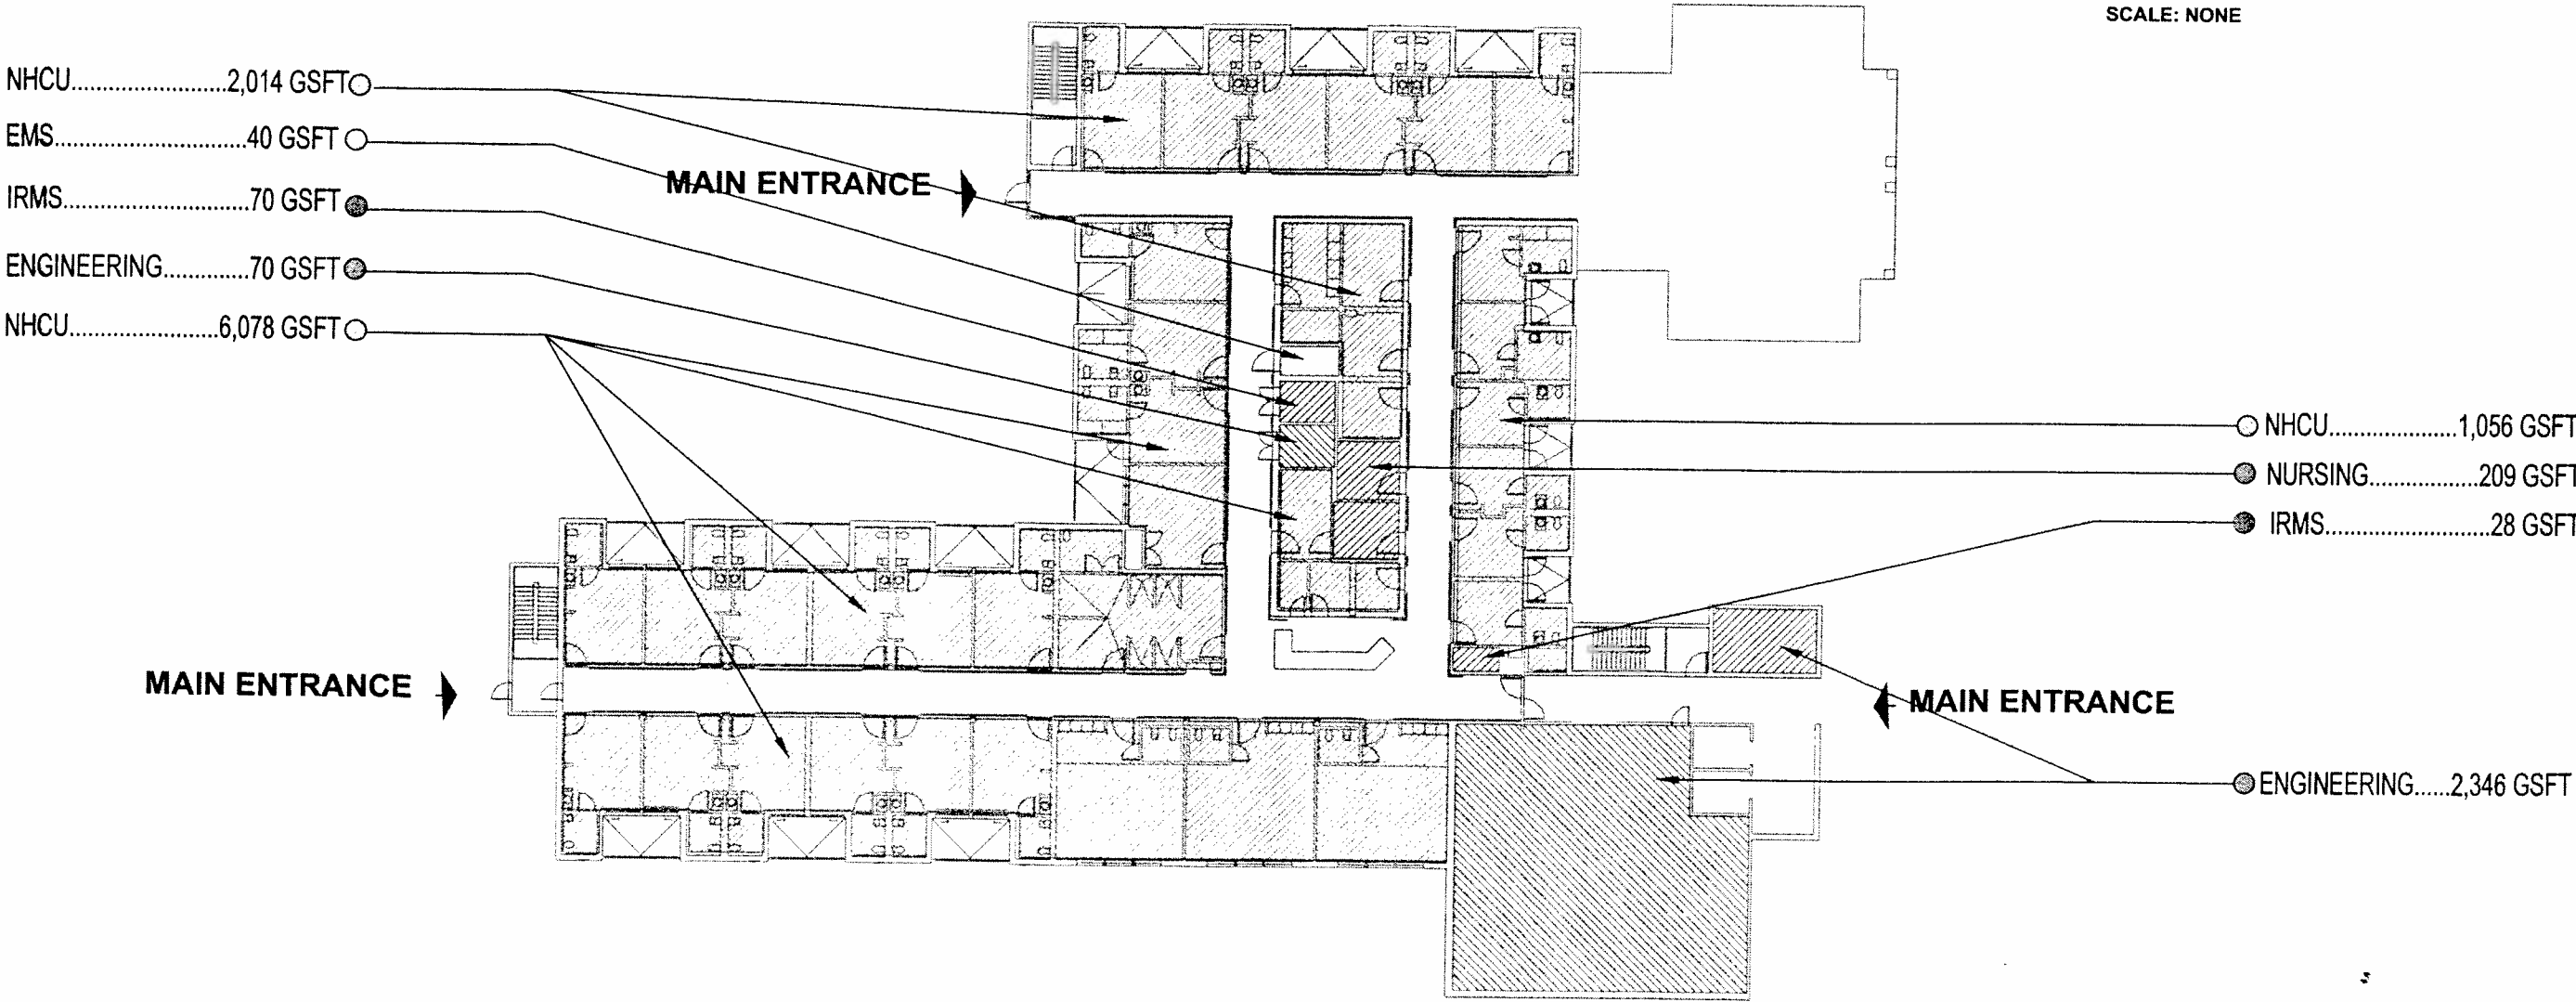 SCALE: NONE
NHCU.........................2,014 GSFT
EMS...............................40 GSFT
IRMS..............................70 GSFT
ENGINEERING..............70 GSFT
NHCU........................6,078 GSFT
MAIN ENTRANCE
NHCU.....................1,056 GSFT
NURSING..................209 GSFT
IRMS...........................28 GSFT
MAIN ENTRANCE
MAIN ENTRANCE
ENGINEERING......2,346 GSFT